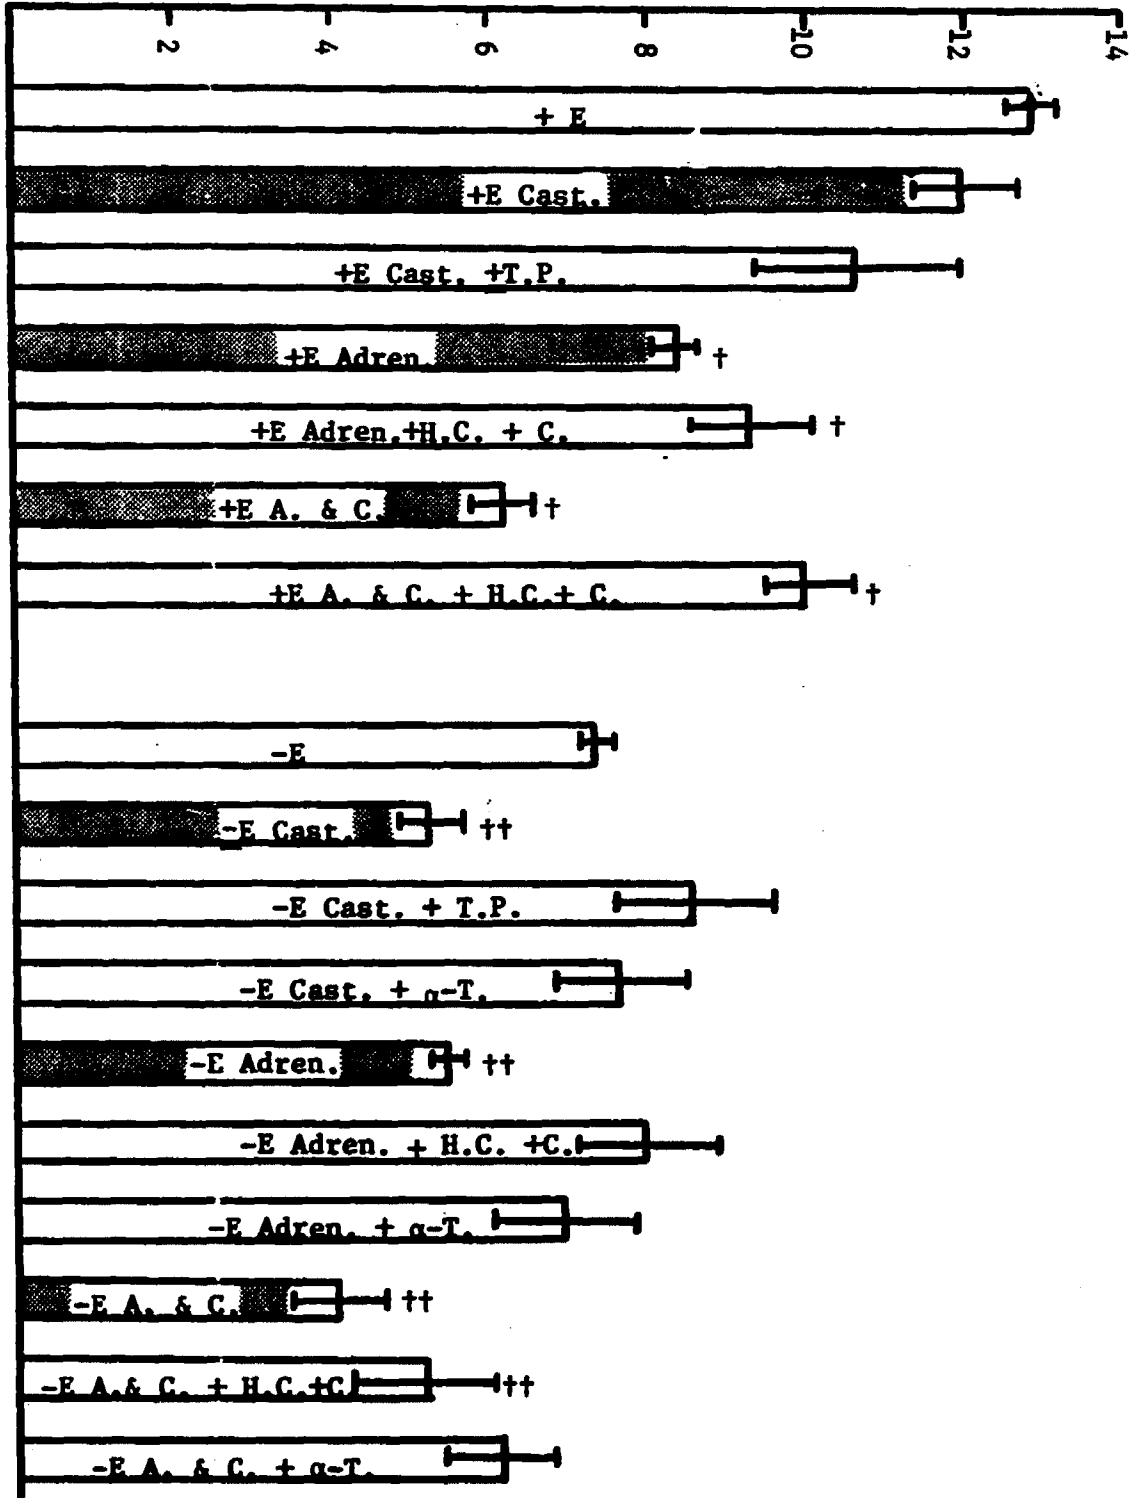 2 4 6 8 10 12 14
+ E
+E Cast.
+E Cast. +T.P.
+E Adren. †
+E Adren.+H.C. + C. †
+E A. & C. †
+E A. & C. + H.C.+ C. †
-E
-E Cast. ††
-E Cast. + T.P.
-E Cast. + α-T.
-E Adren. ††
-E Adren. + H.C. +C.
-E Adren. + α-T.
-E A. & C. ††
-E A.& C. + H.C.+C ††
-E A. & C. + α-T.